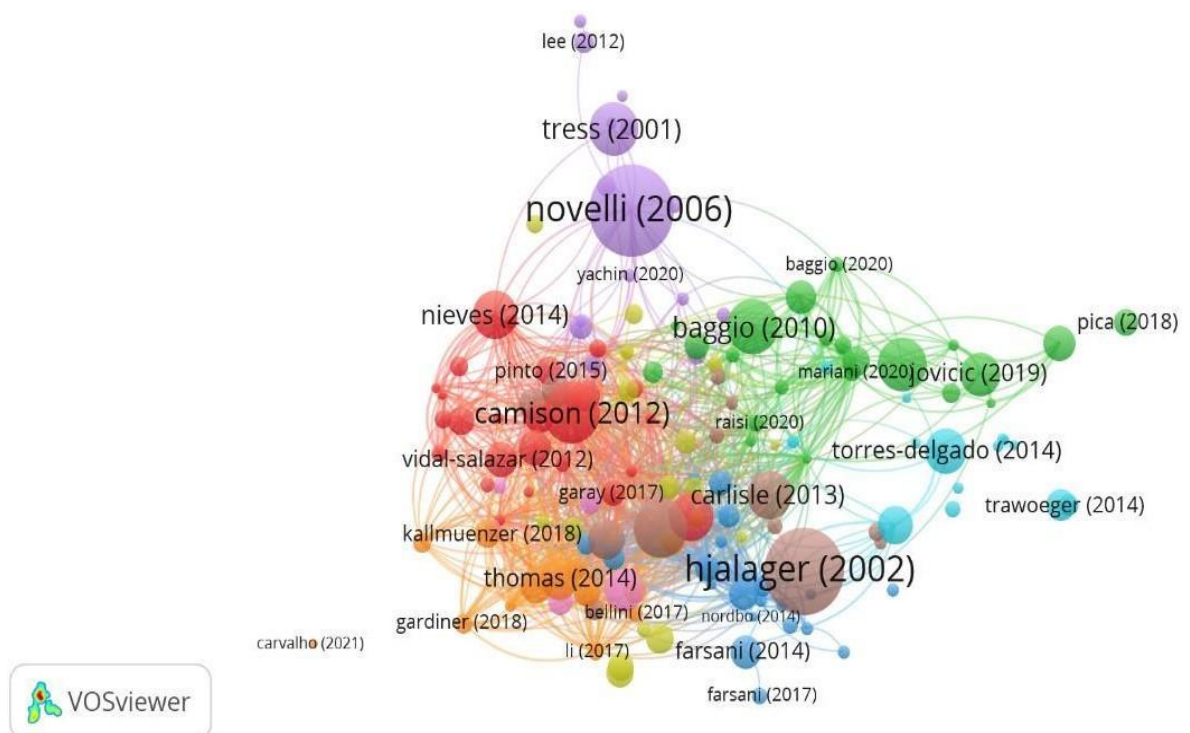 lee (2012)
tress (2001)
novelli (2006)
yachin (2020)
baggio (2020)
nieves (2014)
baggio (2010)
pica (2018)
pinto (2015)
mariani (2020)
jovicic (2019)
camison (2012)
raisi (2020)
vidal-salazar (2012)
torres-delgado (2014)
garay (2017)
carlisle (2013)
trawoeger (2014)
kallmuenzer (2018)
hjalager (2002)
thomas (2014)
bellini (2017)
nordbo (2014)
gardiner (2018)
carvalho (2021)
li (2017)
farsani (2014)
farsani (2017)
VOSviewer